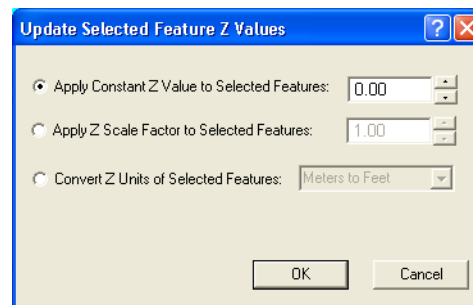 Update Selected Feature Z Values
Apply Constant Z Value to Selected Features: 0.00
Apply Z Scale Factor to Selected Features: 1.00
Convert Z Units of Selected Features: Meters to Feet
OK Cancel